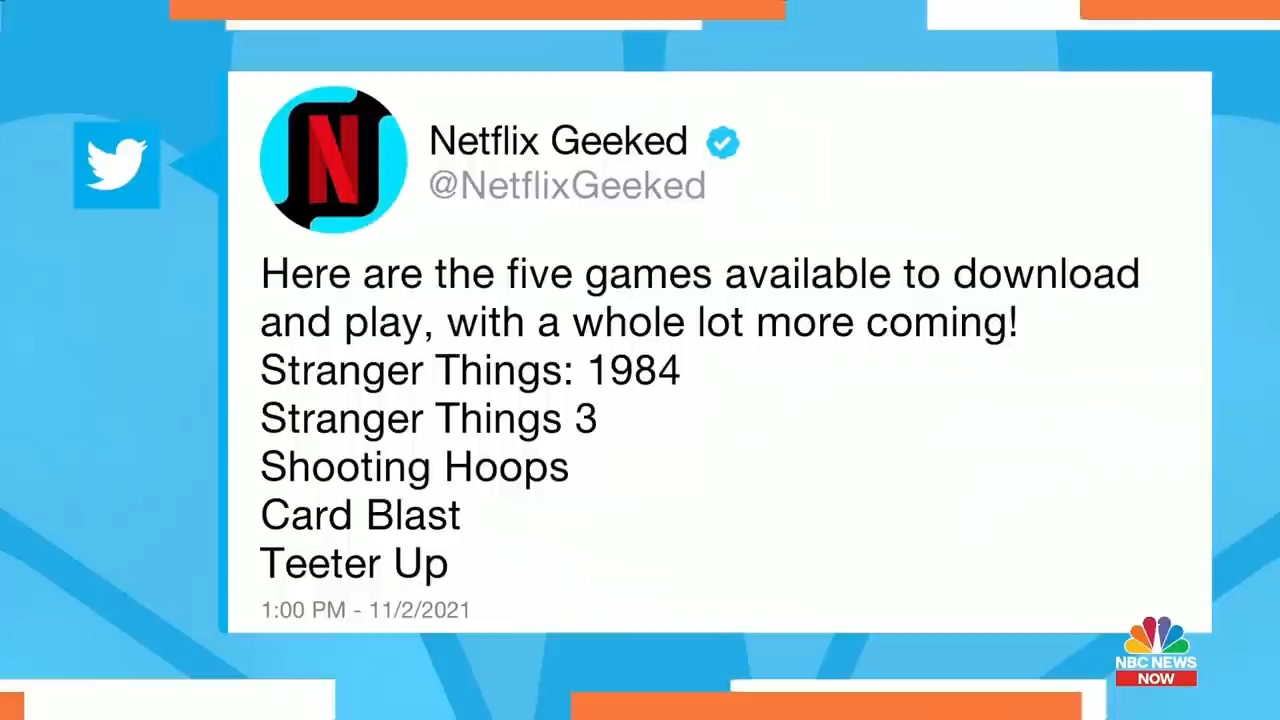 N
Netflix Geeked
@NetflixGeeked
Here are the five games available to download
and play, with a whole lot more coming!
Stranger Things: 1984
Stranger Things 3
Shooting Hoops
Card Blast
Teeter Up
1:00 PM - 11/2/2021
NBC NEWS
NOW